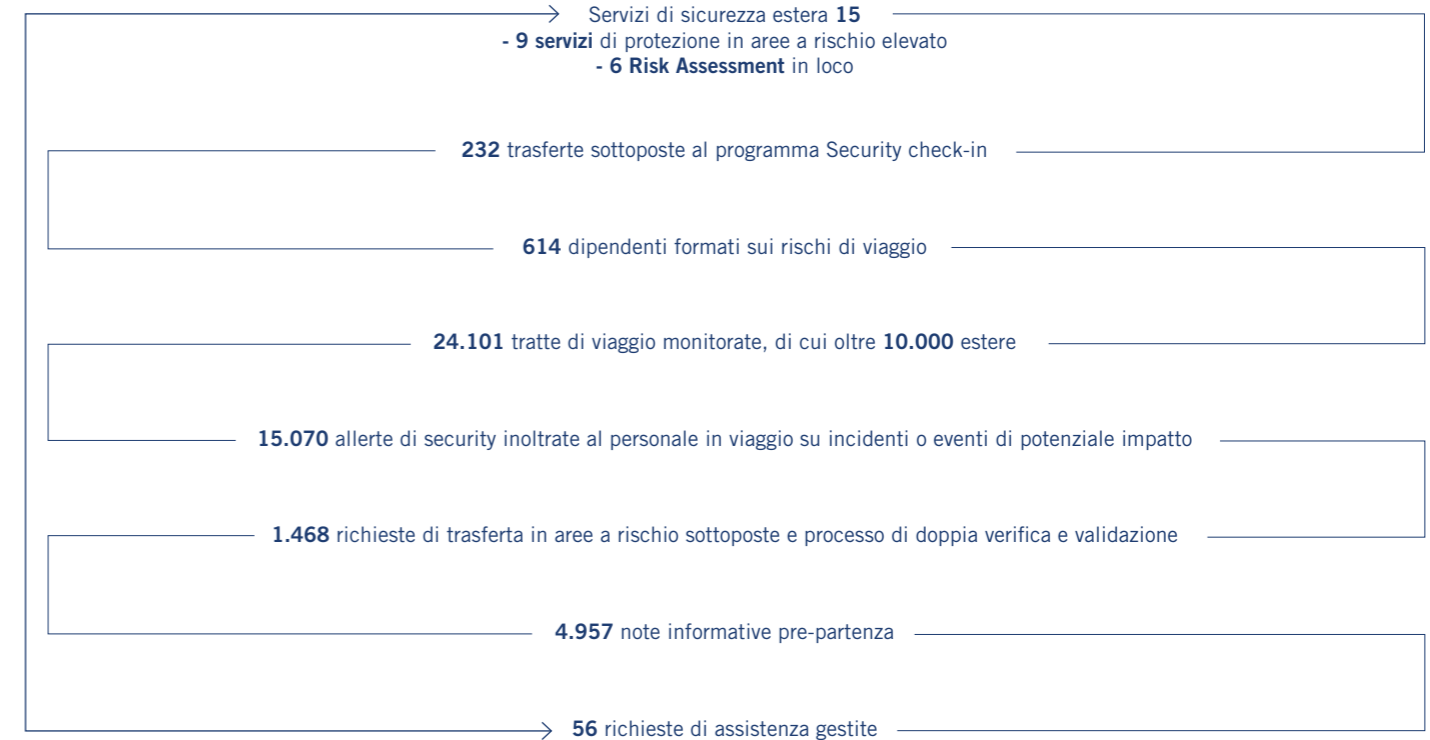 Servizi di sicurezza estera 15
- 9 servizi di protezione in aree a rischio elevato
- 6 Risk Assessment in loco
232 trasferte sottoposte al programma Security check-in
614 dipendenti formati sui rischi di viaggio
24.101 tratte di viaggio monitorate, di cui oltre 10.000 estere
15.070 allerte di security inoltrate al personale in viaggio su incidenti o eventi di potenziale impatto
1.468 richieste di trasferta in aree a rischio sottoposte e processo di doppia verifica e validazione
4.957 note informative pre-partenza
56 richieste di assistenza gestite